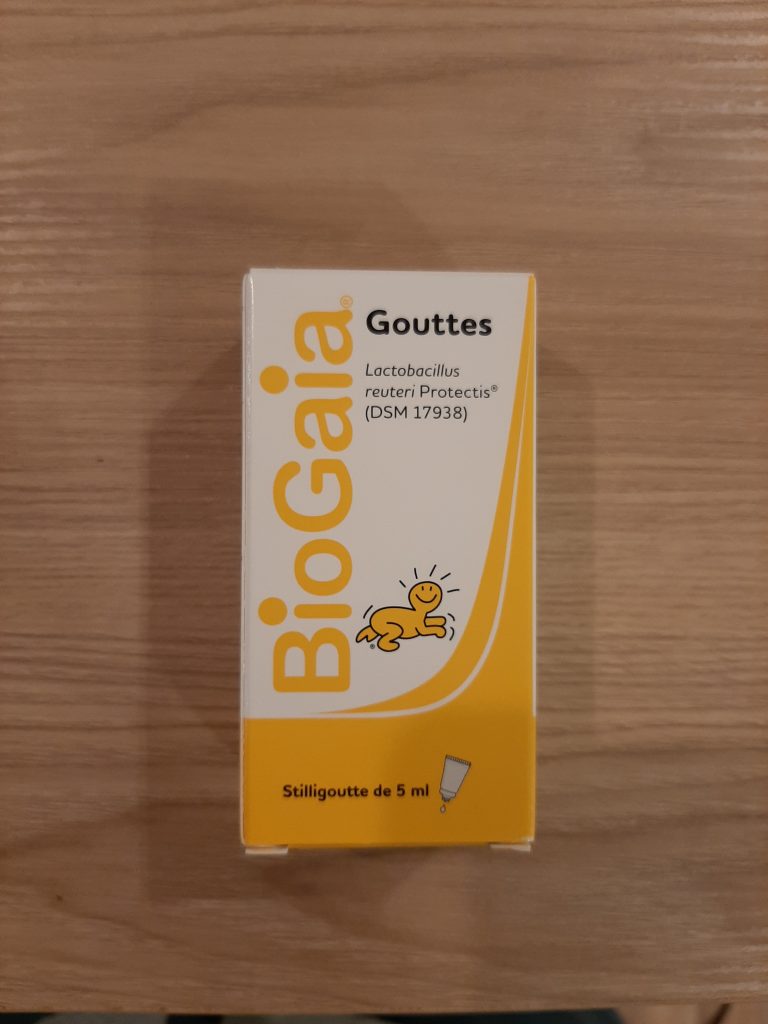 BioGaia®
Gouttes
Lactobacillus
reuteri Protectis®
(DSM 17938)
®
Stilligoutte de 5 ml